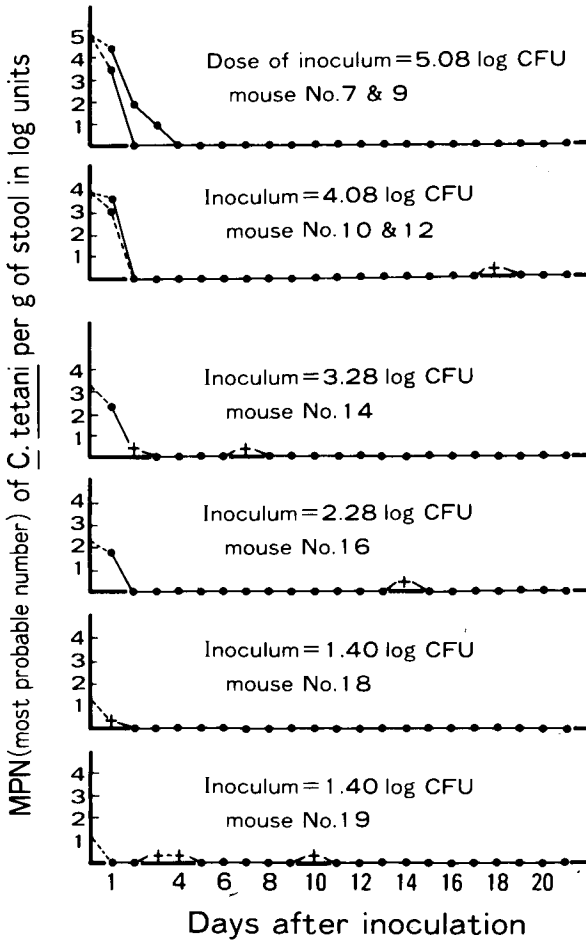 MPN(most probable number) of C. tetani per g of stool in log units
5
4
3
2
1
Dose of inoculum=5.08 log CFU
mouse No.7 & 9
4
3
2
1
Inoculum=4.08 log CFU
mouse No.10 &12
+
4
3
2
1
Inoculum=3.28 log CFU
mouse No.14
+ +
4
3
2
1
Inoculum=2.28 log CFU
mouse No.16
+
4
3
2
1
Inoculum=1.40 log CFU
mouse No.18
+
4
3
2
1
Inoculum=1.40 log CFU
mouse No.19
+ + +
1 4 6 8 10 12 14 16 18 20
Days after inoculation